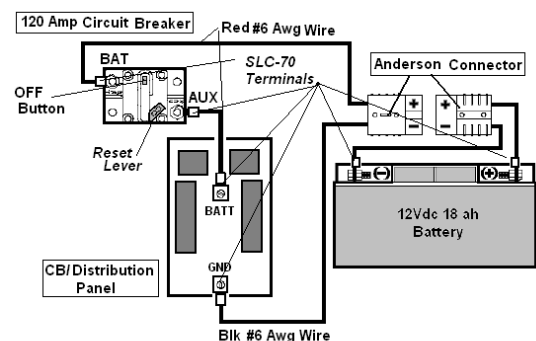 120 Amp Circuit Breaker
Red #6 Awg Wire
BAT
SLC-70
Terminals
Anderson Connector
OFF
Button
AUX
Reset
Lever
+
−
+
−
BATT
−
+
12Vdc 18 ah
Battery
CB/Distribution
Panel
GND
Blk #6 Awg Wire